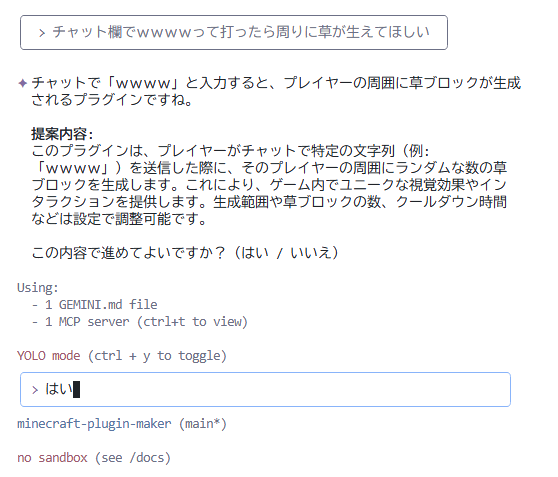 > チャット欄でｗｗｗｗって打ったら周りに草が生えてほしい
✦ チャットで「ｗｗｗｗ」と入力すると、プレイヤーの周囲に草ブロックが生成
されるプラグインですね。
提案内容:
このプラグインは、プレイヤーがチャットで特定の文字列（例:
「ｗｗｗｗ」）を送信した際に、そのプレイヤーの周囲にランダムな数の草
ブロックを生成します。これにより、ゲーム内でユニークな視覚効果やイン
タラクションを提供します。生成範囲や草ブロックの数、クールダウン時間
などは設定で調整可能です。
この内容で進めてよいですか？（はい / いいえ）
Using:
- 1 GEMINI.md file
- 1 MCP server (ctrl+t to view)
YOLO mode (ctrl + y to toggle)
> はい
minecraft-plugin-maker (main*)
no sandbox (see /docs)